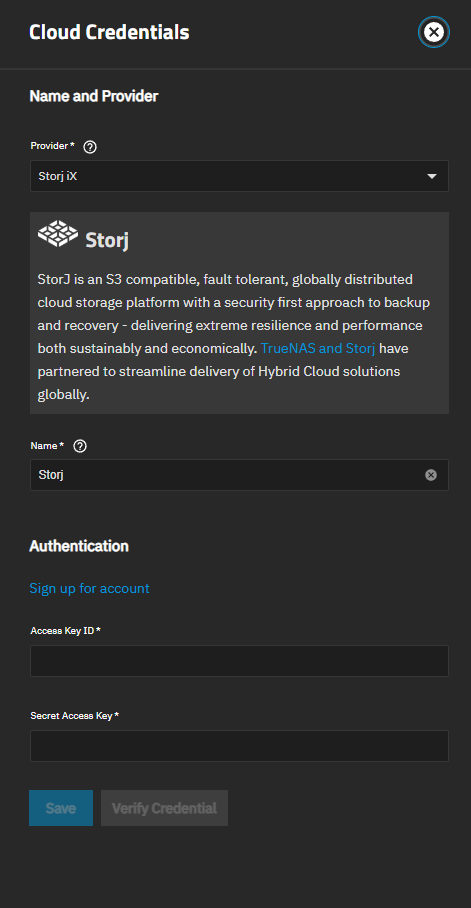 Cloud Credentials
Name and Provider
Provider *
Storj iX
Storj
StorJ is an S3 compatible, fault tolerant, globally distributed
cloud storage platform with a security first approach to backup
and recovery - delivering extreme resilience and performance
both sustainably and economically. TrueNAS and Storj have
partnered to streamline delivery of Hybrid Cloud solutions
globally.
Name *
Storj
Authentication
Sign up for account
Access Key ID *
Secret Access Key *
Save Verify Credential